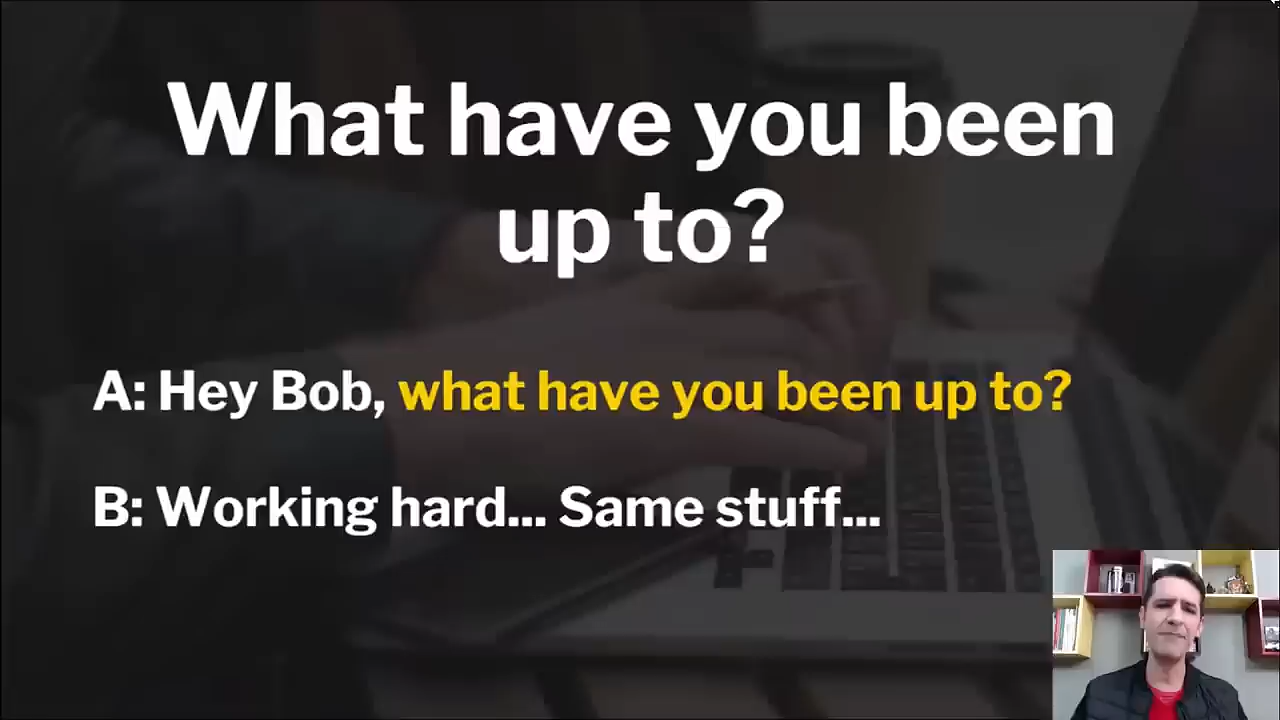 What have you been
up to?
A: Hey Bob, what have you been up to?
B: Working hard... Same stuff...